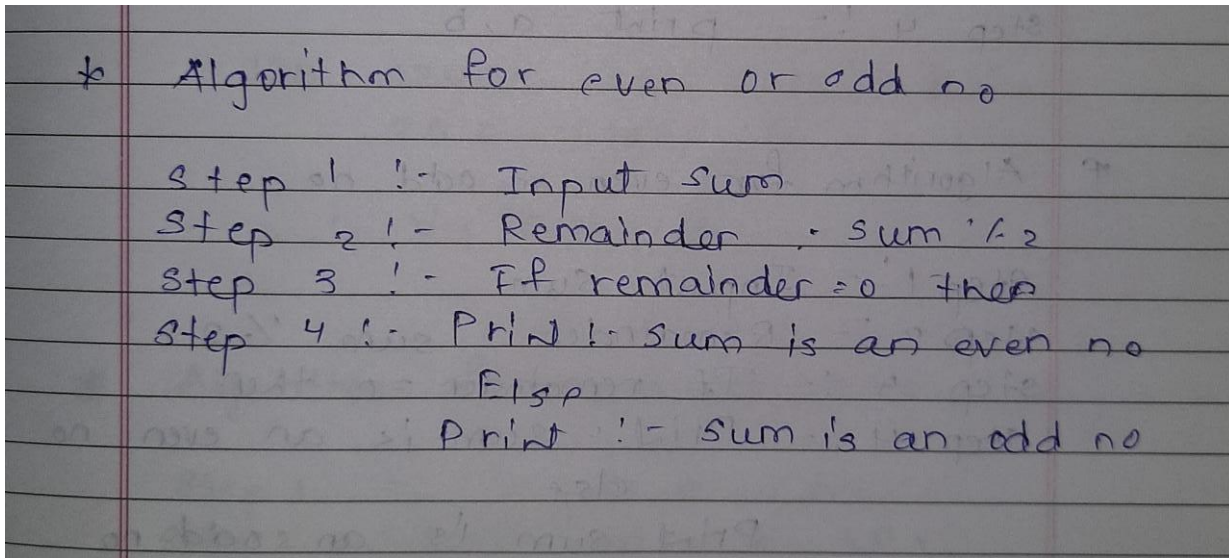 * Algorithm for even or odd no
Step 1 :- Input sum
Step 2 :- Remainder = sum % 2
Step 3 :- If remainder = 0 then
Step 4 :- Print :- Sum is an even no
Else
Print :- Sum is an odd no